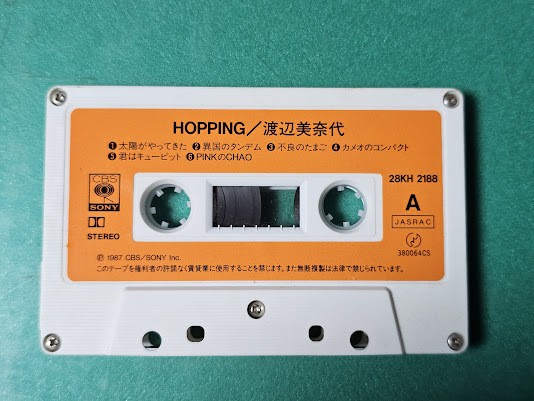 HOPPING／渡辺美奈代
❶太陽がやってきた ❷異国のタンデム ❸不良のたまご ❹カメオのコンパクト
❺君はキューピット ❻PINKのCHAO
CBS
SONY
STEREO
28KH 2188
A
JASRAC
380064CS
Ⓟ 1987 CBS/SONY Inc.
このテープを権利者の許諾なく賃貸業に使用することを禁じます。また無断複製は法律で禁じられています。